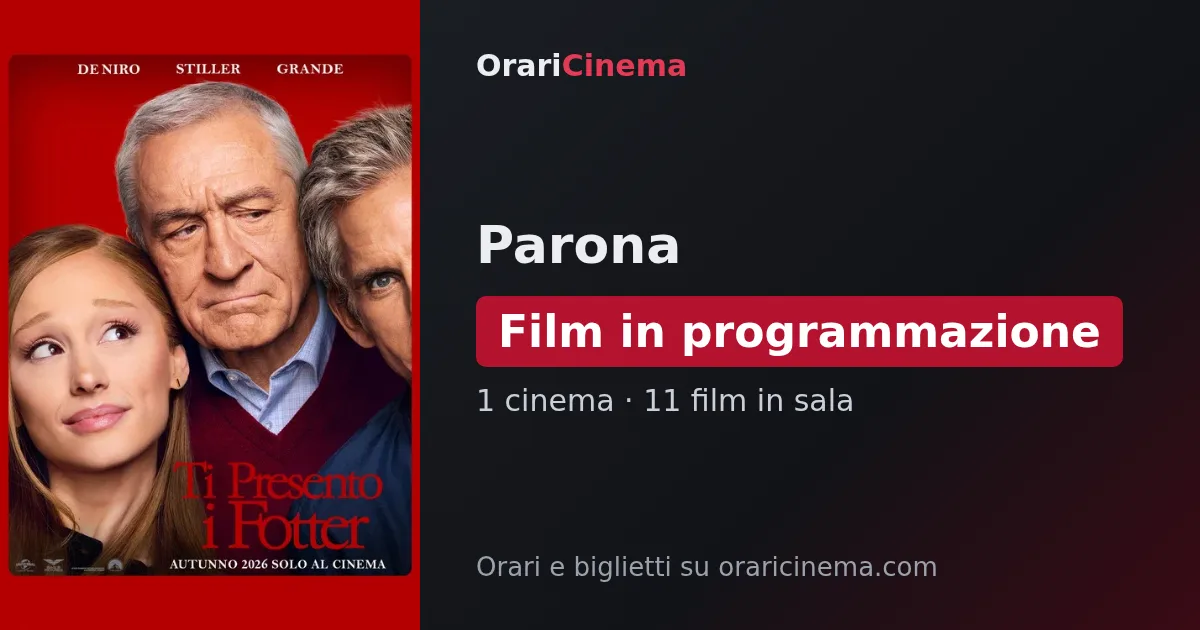 DE NIRO STILLER GRANDE
Ti Presento
i Fotter
AUTUNNO 2026 SOLO AL CINEMA
OrariCinema
Parona
Film in programmazione
1 cinema · 11 film in sala
Orari e biglietti su oraricinema.com